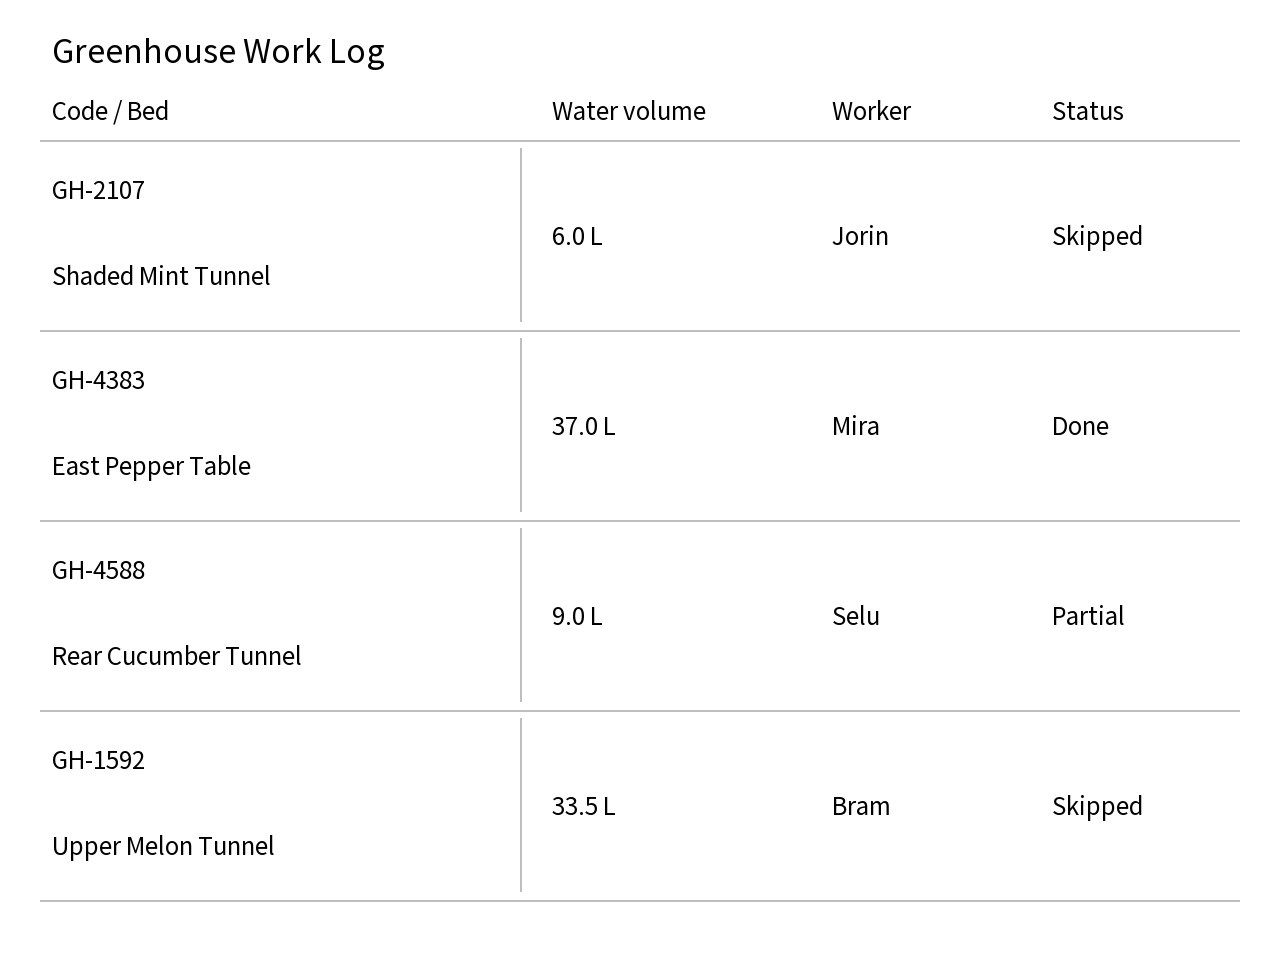 Greenhouse Work Log
Code / Bed Water volume Worker Status
GH-2107
Shaded Mint Tunnel
6.0 L Jorin Skipped
GH-4383
East Pepper Table
37.0 L Mira Done
GH-4588
Rear Cucumber Tunnel
9.0 L Selu Partial
GH-1592
Upper Melon Tunnel
33.5 L Bram Skipped